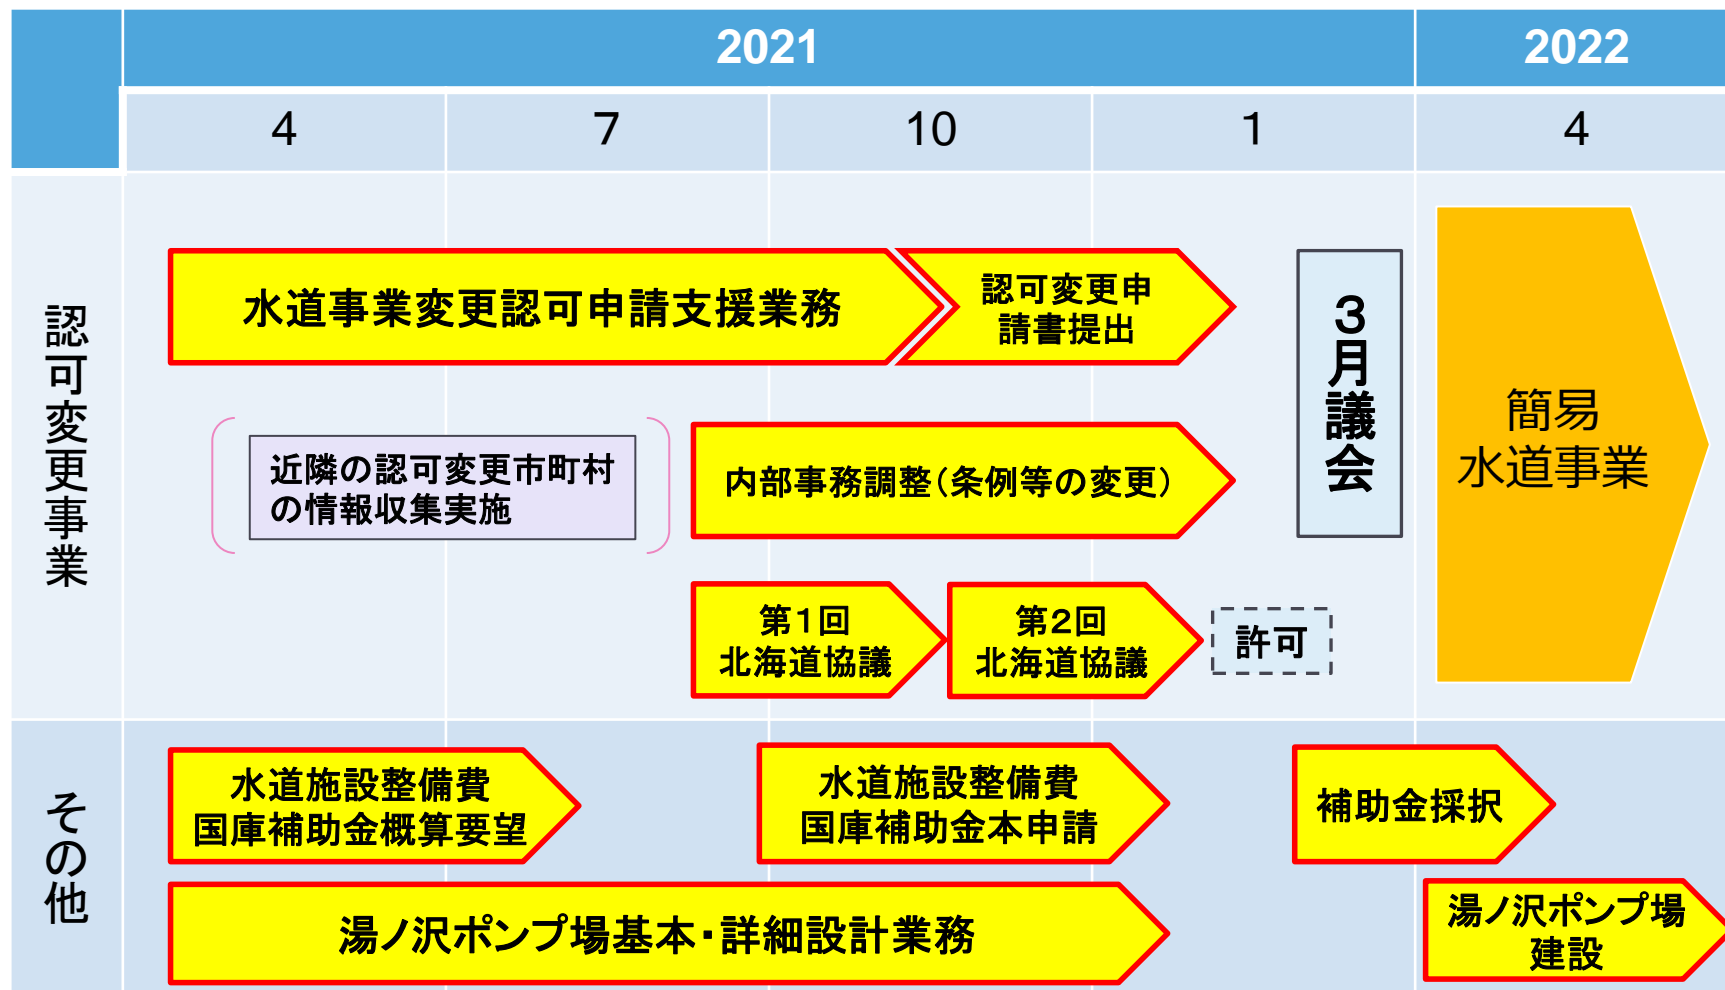 2021
2022
4
7
10
1
4
認可変更事業
水道事業変更認可申請支援業務
認可変更申
請書提出
3月議会
簡易
水道事業
近隣の認可変更市町村
の情報収集実施
内部事務調整(条例等の変更)
第1回
北海道協議
第2回
北海道協議
許可
その他
水道施設整備費
国庫補助金概算要望
水道施設整備費
国庫補助金本申請
補助金採択
湯ノ沢ポンプ場基本・詳細設計業務
湯ノ沢ポンプ場
建設